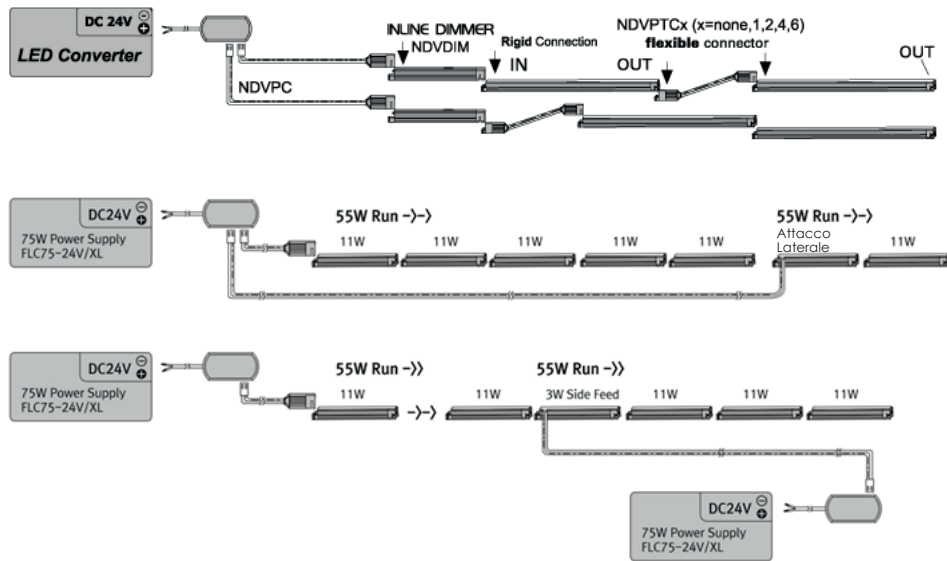 DC 24V
LED Converter
INLINE DIMMER
NDVDIM
Rigid Connection
IN
NDVPTCx (x=none,1,2,4,6)
flexible connector
OUT
OUT
NDVPC
DC24V
75W Power Supply
FLC75-24V/XL
55W Run ->->
11W
11W
11W
11W
11W
55W Run ->->
Attacco
Laterale
11W
DC24V
75W Power Supply
FLC75-24V/XL
55W Run ->>
11W
->->
11W
55W Run ->>
3W Side Feed
11W
11W
11W
DC24V
75W Power Supply
FLC75-24V/XL